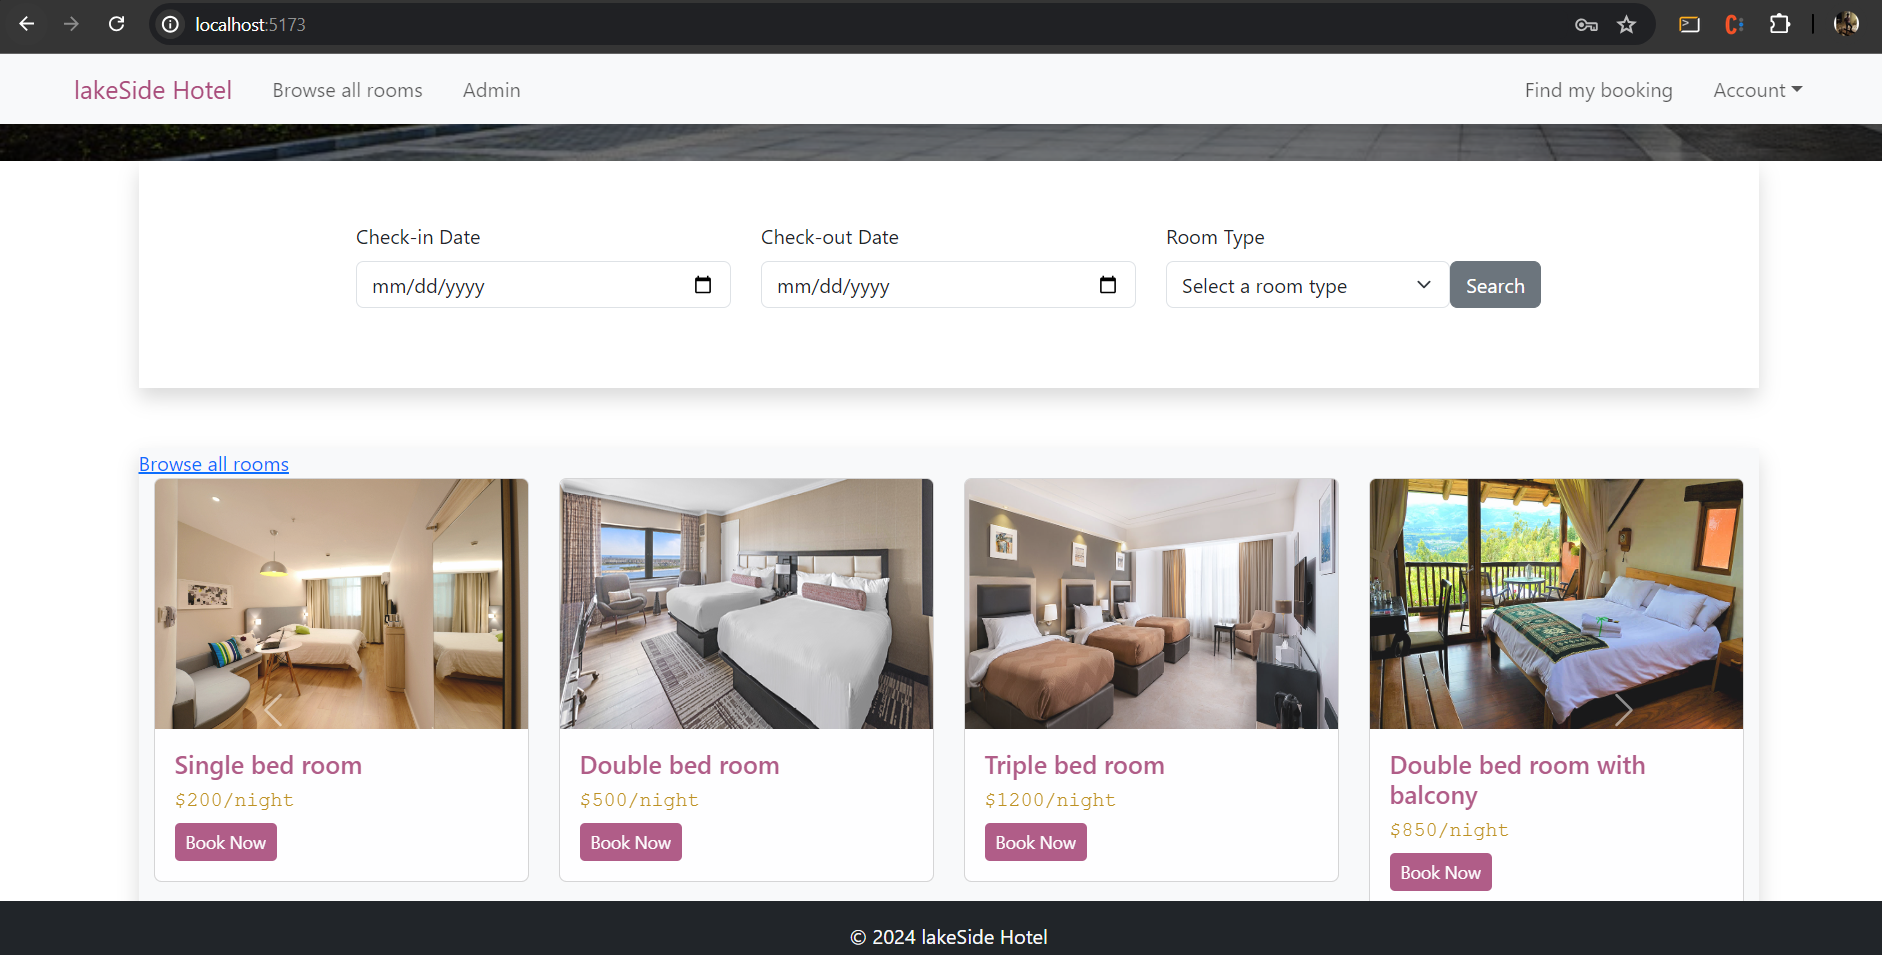 localhost:5173
lakeSide Hotel Browse all rooms Admin Find my booking Account
Check-in Date Check-out Date Room Type
mm/dd/yyyy mm/dd/yyyy Select a room type Search
Browse all rooms
Single bed room
$200/night
Book Now
Double bed room
$500/night
Book Now
Triple bed room
$1200/night
Book Now
Double bed room with
balcony
$850/night
Book Now
© 2024 lakeSide Hotel